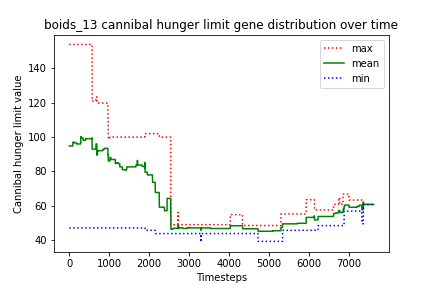 boids_13 cannibal hunger limit gene distribution over time
Cannibal hunger limit value
140
120
100
80
60
40
max
mean
min
0 1000 2000 3000 4000 5000 6000 7000
Timesteps